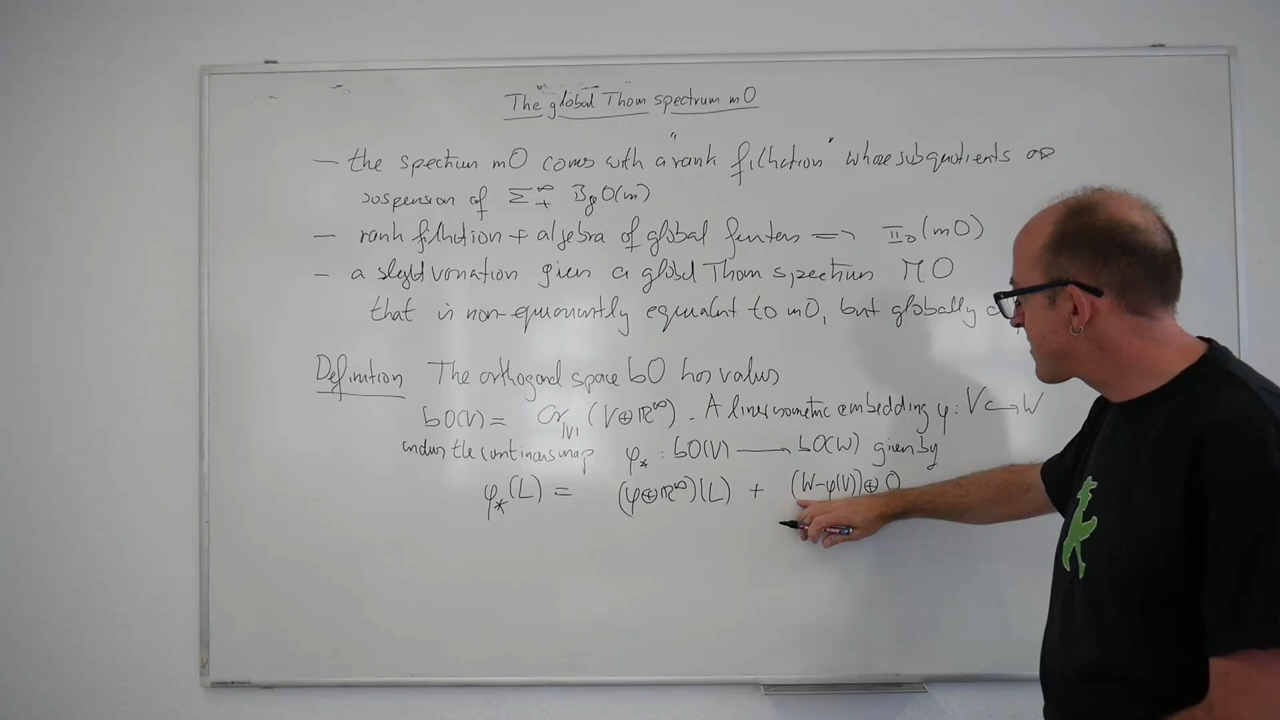 The global Thom spectrum mO
— the spectrum mO comes with a "rank filtration" whose subquotients are
suspension of Σ^∞_+ B_gl O(m)
— rank filtration + algebra of global functors ⟹ π_0(mO)
— a slight variation gives a global Thom spectrum MO
that is non-equivariantly equivalent to mO, but globally
Definition The orthogonal space bO has values
bO(V) = Gr_|V| (V⊕ℝ^∞). A linear isometric embedding φ : V ↪ W
induces the continuous map φ_* : bO(V) ⟶ bO(W) given by
φ_*(L) = (φ⊕ℝ^∞)(L) + (W−φ(V))⊕0